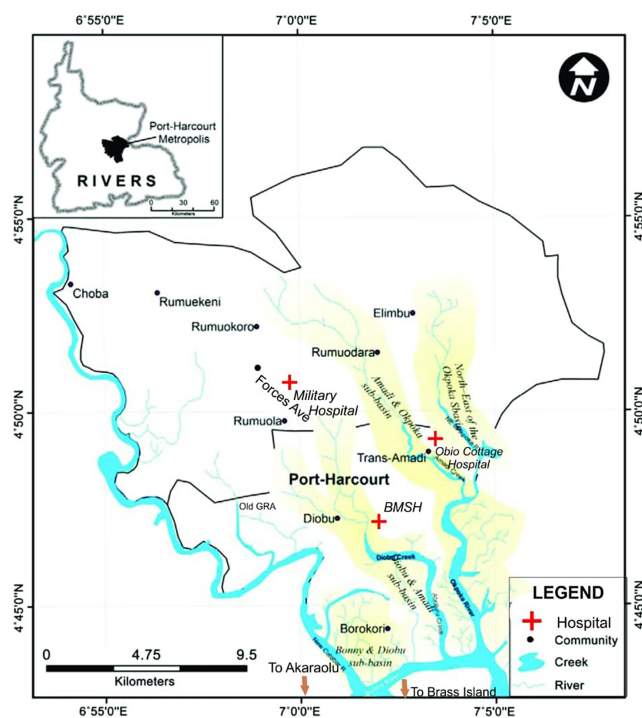 6°55'0"E
7°0'0"E
7°5'0"E
N
Port-Harcourt
Metropolis
RIVERS
0 30 60
Kilometers
4°55'0"N
4°55'0"N
Choba
Rumuekeni
Elimbu
Rumuokoro
Rumuodara
Forces Ave
Military
Hospital
Amadi & Okpoka
sub-basin
North-East of the
4°50'0"N
4°50'0"N
Rumuola
Trans-Amadi
Obio Cottage
Hospital
Port-Harcourt
Old GRA
Diobu
BMSH
Diobu Creek
Diobu & Amadi
sub-basin
Okpoka River
4°45'0"N
4°45'0"N
Borokori
Bonny & Diobu
sub-basin
0 4.75 9.5
Kilometers
To Akaraolu
To Brass Island
LEGEND
Hospital
Community
Creek
River
6°55'0"E
7°0'0"E
7°5'0"E